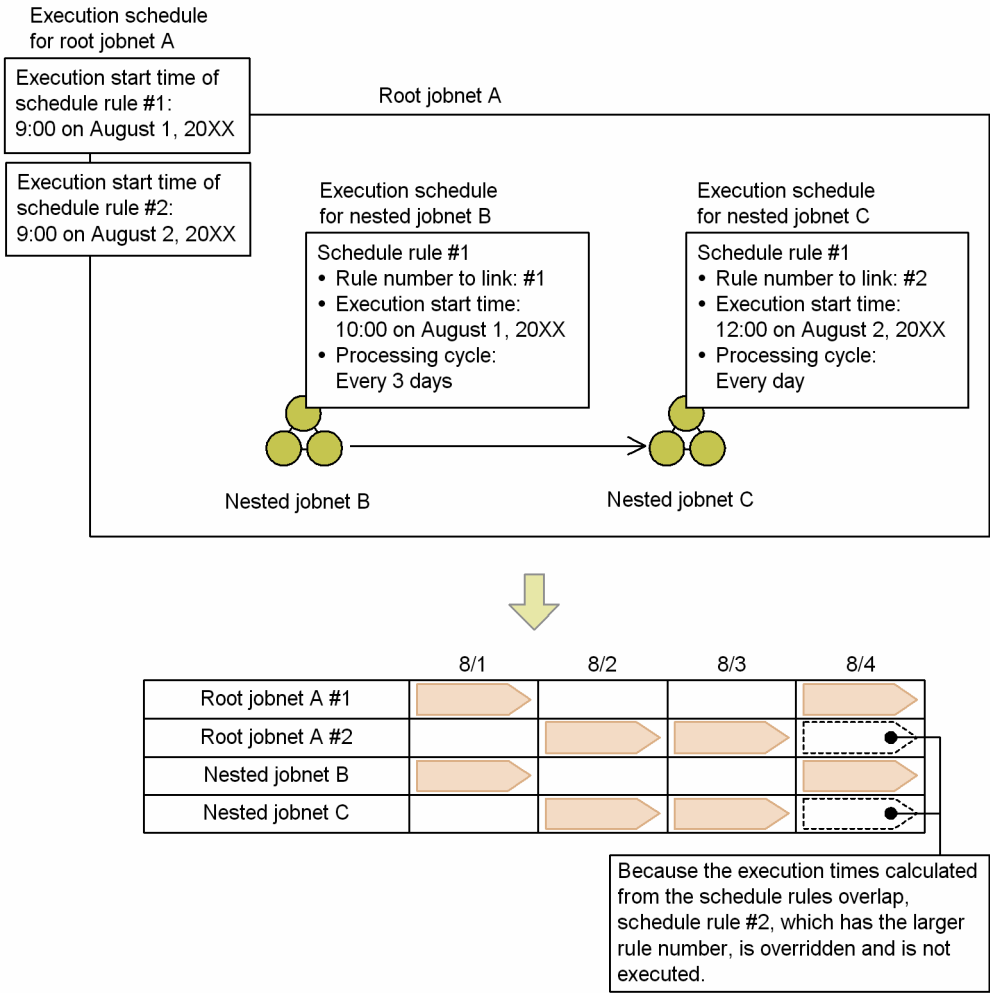 Execution schedule
for root jobnet A
Execution start time of
schedule rule #1:
9:00 on August 1, 20XX
Root jobnet A
Execution start time of
schedule rule #2:
9:00 on August 2, 20XX
Execution schedule
for nested jobnet B
Schedule rule #1
• Rule number to link: #1
• Execution start time:
10:00 on August 1, 20XX
• Processing cycle:
Every 3 days
Execution schedule
for nested jobnet C
Schedule rule #1
• Rule number to link: #2
• Execution start time:
12:00 on August 2, 20XX
• Processing cycle:
Every day
Nested jobnet B
Nested jobnet C
8/1 8/2 8/3 8/4
Root jobnet A #1
Root jobnet A #2
Nested jobnet B
Nested jobnet C
Because the execution times calculated
from the schedule rules overlap,
schedule rule #2, which has the larger
rule number, is overridden and is not
executed.